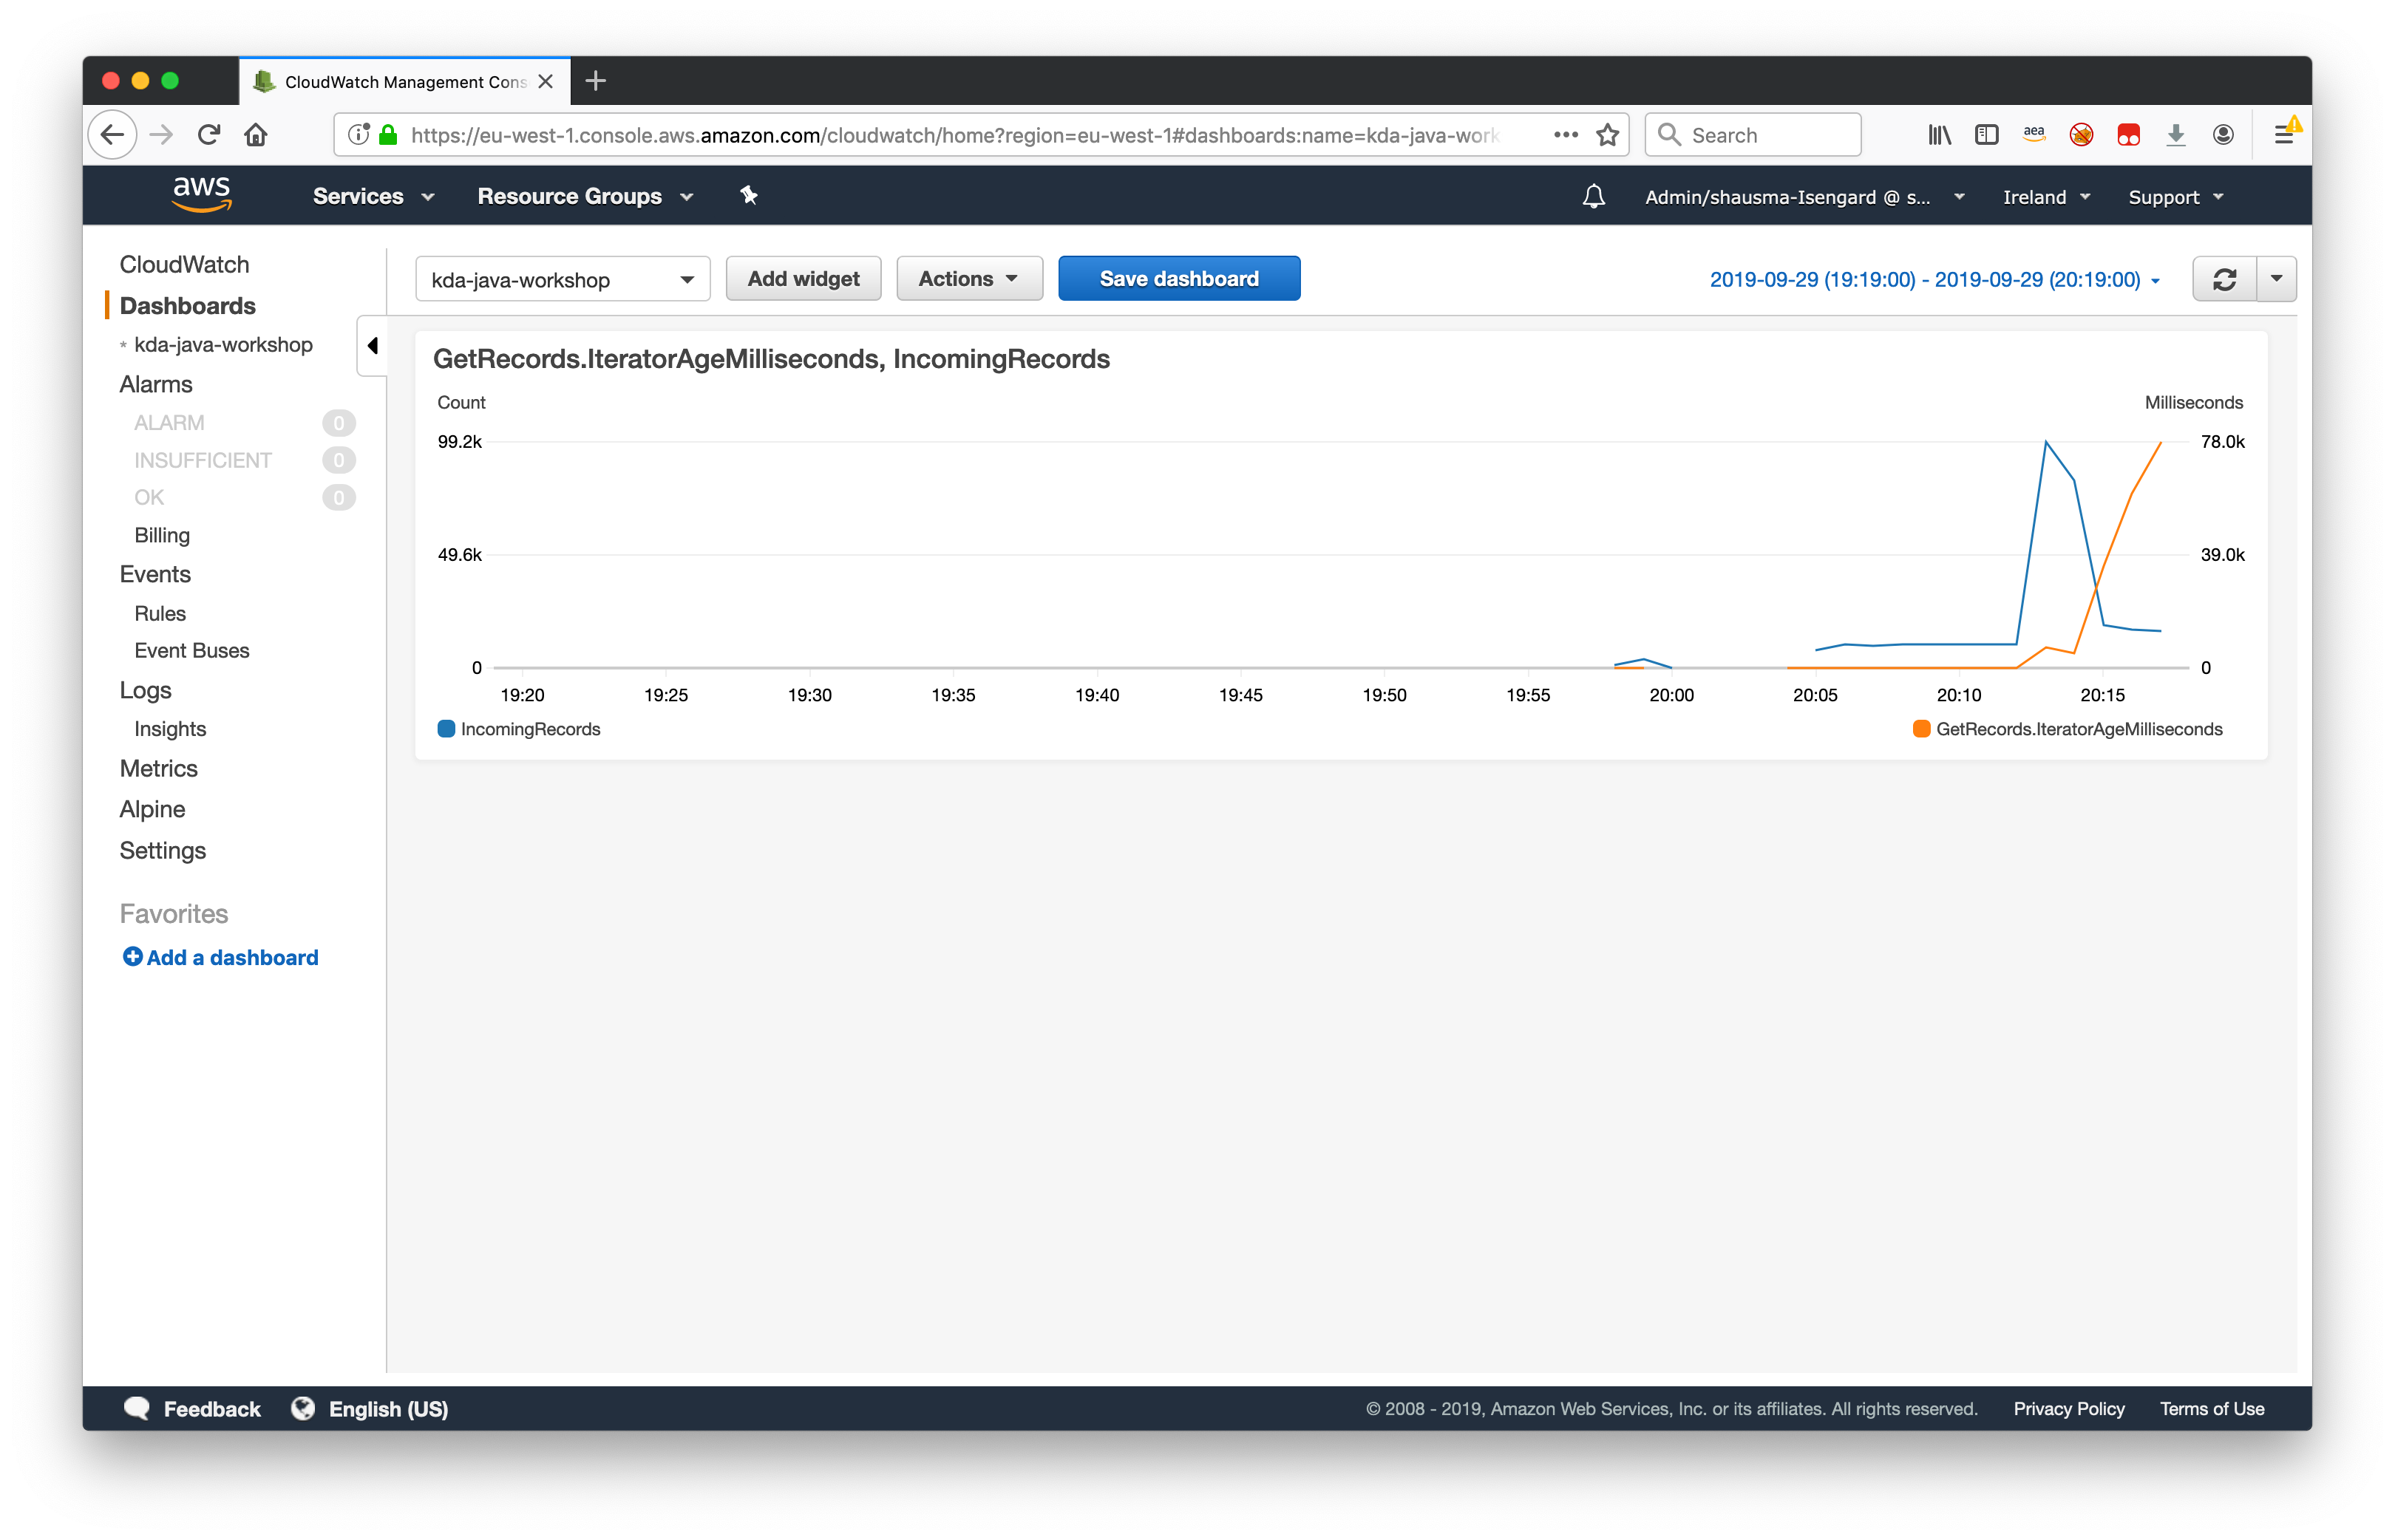 CloudWatch Management Cons
https://eu-west-1.console.aws.amazon.com/cloudwatch/home?region=eu-west-1#dashboards:name=kda-java-work
Search
aea
aws
Services
Resource Groups
Admin/shausma-Isengard @ s...
Ireland
Support
CloudWatch
Dashboards
* kda-java-workshop
Alarms
ALARM 0
INSUFFICIENT 0
OK 0
Billing
Events
Rules
Event Buses
Logs
Insights
Metrics
Alpine
Settings
Favorites
Add a dashboard
kda-java-workshop
Add widget
Actions
Save dashboard
2019-09-29 (19:19:00) - 2019-09-29 (20:19:00)
GetRecords.IteratorAgeMilliseconds, IncomingRecords
Count
Milliseconds
99.2k
78.0k
49.6k
39.0k
0
0
19:20 19:25 19:30 19:35 19:40 19:45 19:50 19:55 20:00 20:05 20:10 20:15
IncomingRecords
GetRecords.IteratorAgeMilliseconds
Feedback
English (US)
© 2008 - 2019, Amazon Web Services, Inc. or its affiliates. All rights reserved.
Privacy Policy
Terms of Use